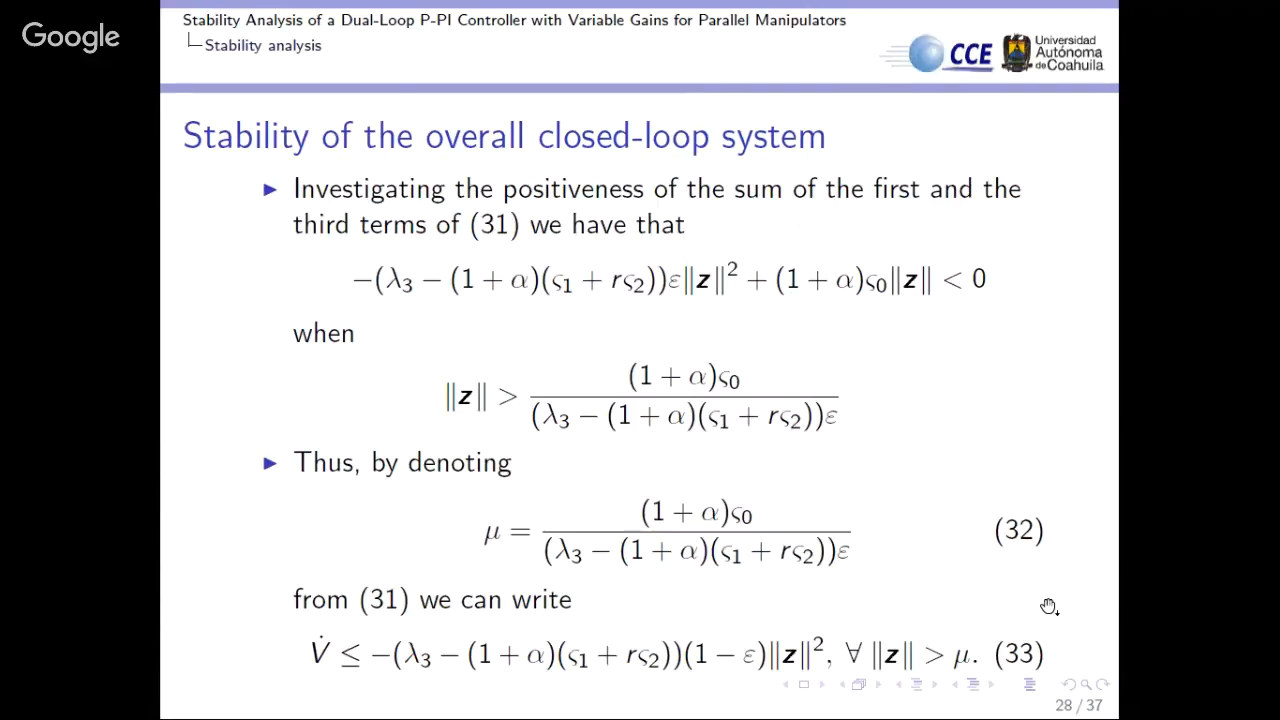 Google
Stability Analysis of a Dual-Loop P-PI Controller with Variable Gains for Parallel Manipulators
Stability analysis
CCE
Universidad
Autónoma
de Coahuila
Stability of the overall closed-loop system
▶ Investigating the positiveness of the sum of the first and the
third terms of (31) we have that
−(λ₃ − (1 + α)(ς₁ + rς₂))ε‖z‖² + (1 + α)ς₀‖z‖ < 0
when
‖z‖ > (1 + α)ς₀ / (λ₃ − (1 + α)(ς₁ + rς₂))ε
▶ Thus, by denoting
μ = (1 + α)ς₀ / (λ₃ − (1 + α)(ς₁ + rς₂))ε (32)
from (31) we can write
V̇ ≤ −(λ₃ − (1 + α)(ς₁ + rς₂))(1 − ε)‖z‖², ∀ ‖z‖ > μ. (33)
28 / 37